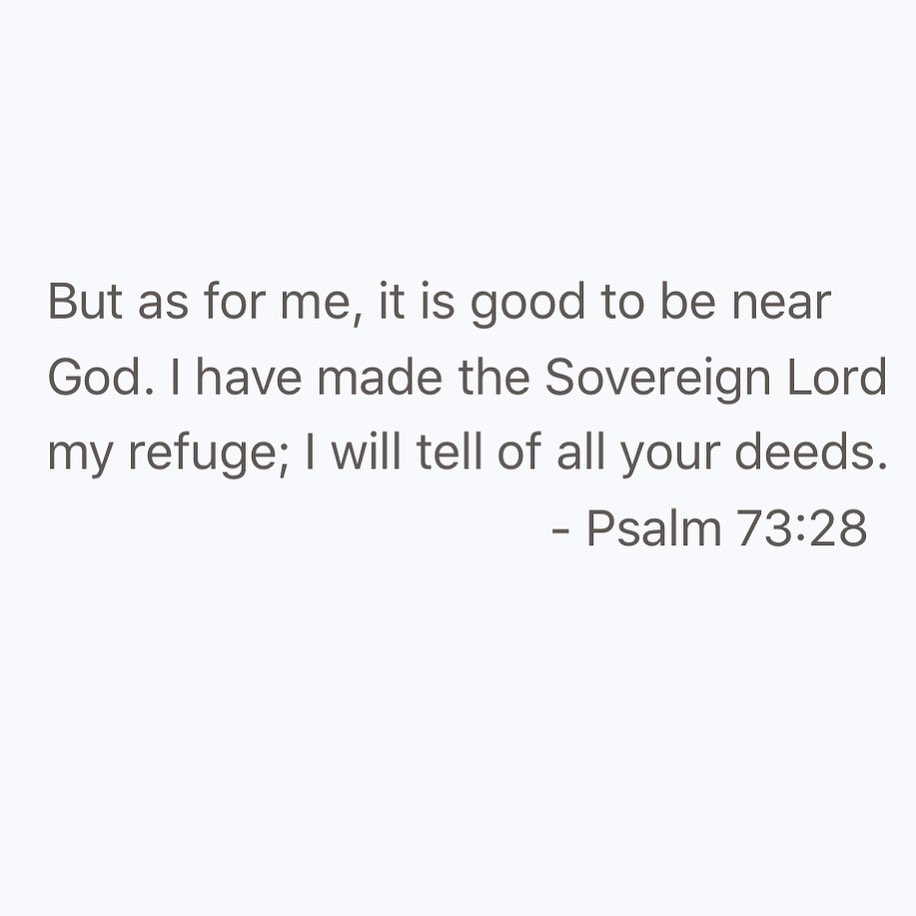 But as for me, it is good to be near
God. I have made the Sovereign Lord
my refuge; I will tell of all your deeds.
- Psalm 73:28